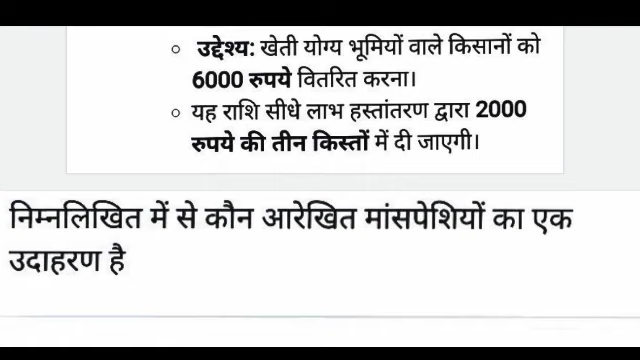 उद्देश्य: खेती योग्य भूमियों वाले किसानों को
6000 रुपये वितरित करना।
यह राशि सीधे लाभ हस्तांतरण द्वारा 2000
रुपये की तीन किस्तों में दी जाएगी।
निम्नलिखित में से कौन आरेखित मांसपेशियों का एक
उदाहरण है